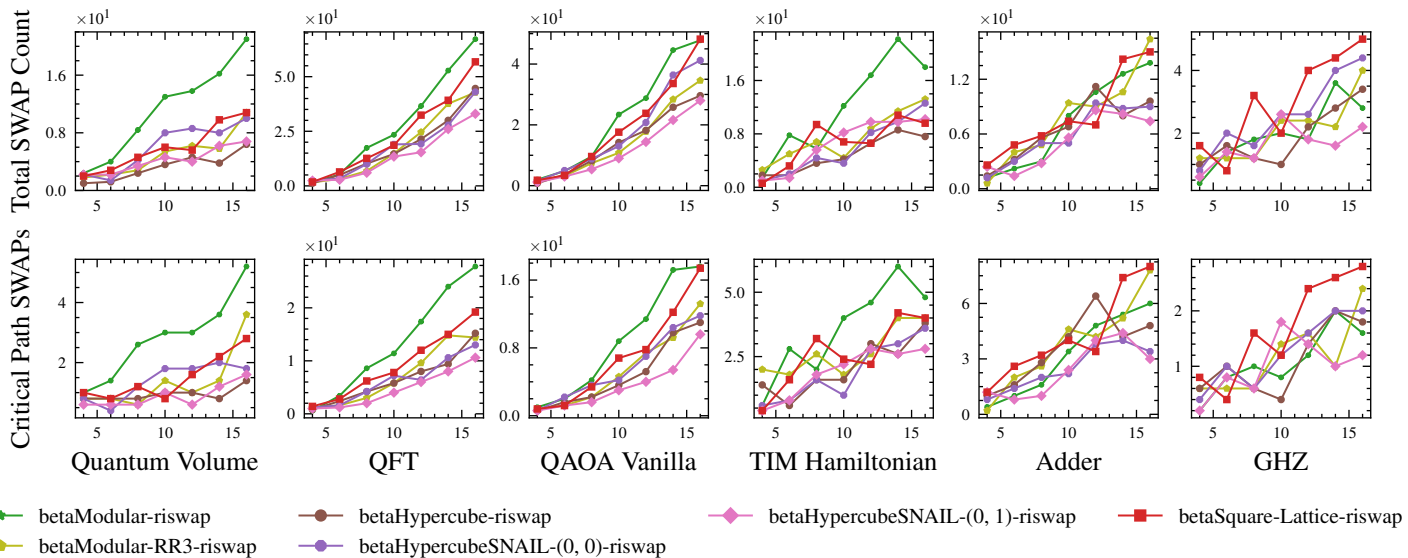 ×10¹ ×10¹ ×10¹ ×10¹ ×10¹
Total SWAP Count
1.6 0.8 0.0
5.0 2.5 0.0
4 2 0
1.6 0.8 0.0
1.2 0.6 0.0
4 2
5 10 15 5 10 15 5 10 15 5 10 15 5 10 15 5 10 15
×10¹ ×10¹
Critical Path SWAPs
4 2
2 1 0
1.6 0.8 0.0
5.0 2.5
6 3 0
2 1
5 10 15 5 10 15 5 10 15 5 10 15 5 10 15 5 10 15
Quantum Volume QFT QAOA Vanilla TIM Hamiltonian Adder GHZ
betaModular-riswap betaHypercube-riswap betaHypercubeSNAIL-(0, 1)-riswap betaSquare-Lattice-riswap
betaModular-RR3-riswap betaHypercubeSNAIL-(0, 0)-riswap